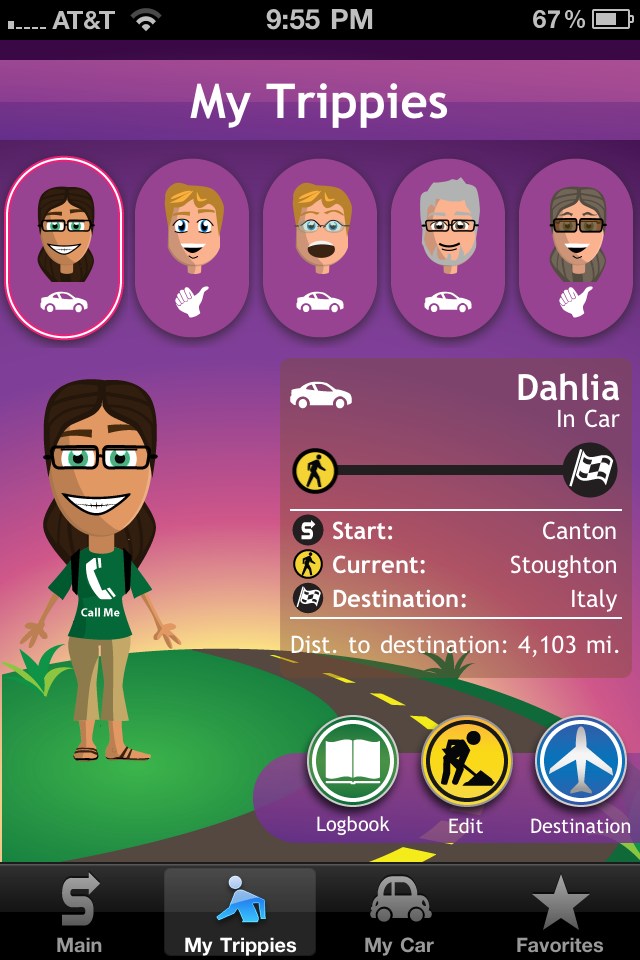 AT&T 9:55 PM 67%
My Trippies
Dahlia
In Car
Start: Canton
Current: Stoughton
Destination: Italy
Dist. to destination: 4,103 mi.
Call Me
Logbook Edit Destination
Main My Trippies My Car Favorites